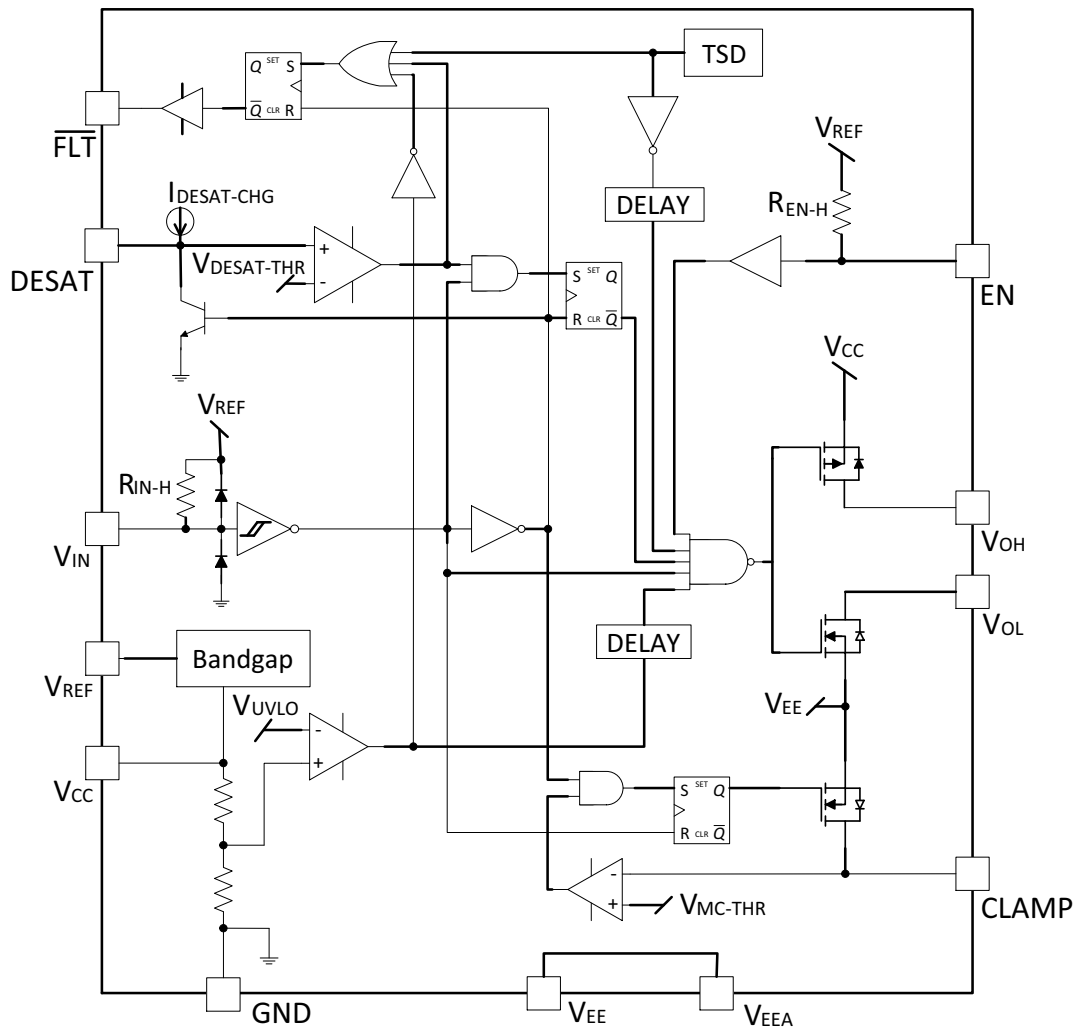 Q SET S
TSD
Q CLR R
FLT
VREF
IDESAT-CHG
DELAY
REN-H
DESAT
VDESAT-THR
+
-
S SET Q
R CLR Q
EN
VCC
VREF
RIN-H
VIN
VOH
VOL
DELAY
Bandgap
VREF
VUVLO
-
+
VEE
VCC
S SET Q
R CLR Q
-
+
VMC-THR
CLAMP
GND
VEE
VEEA